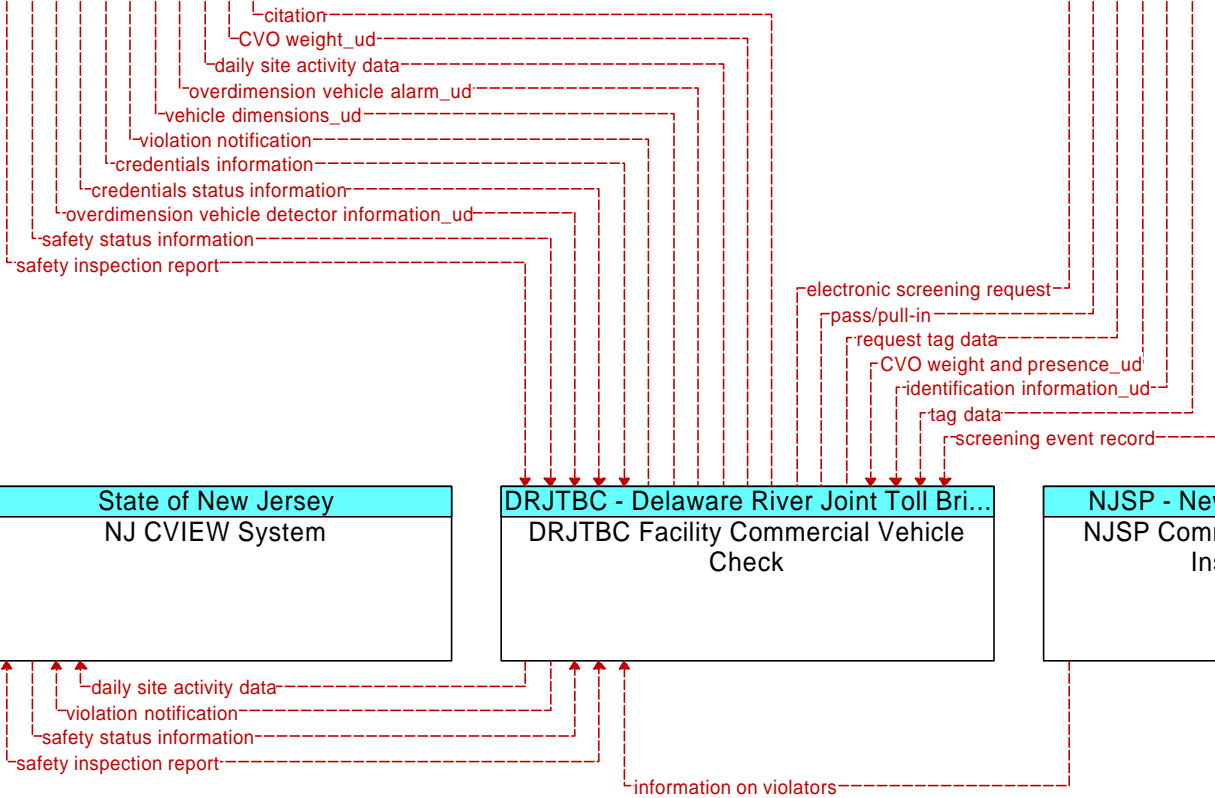 citation
CVO weight_ud
daily site activity data
overdimension vehicle alarm_ud
vehicle dimensions_ud
violation notification
credentials information
credentials status information
overdimension vehicle detector information_ud
safety status information
safety inspection report
electronic screening request
pass/pull-in
request tag data
CVO weight and presence_ud
identification information_ud
tag data
screening event record
State of New Jersey
NJ CVIEW System
DRJTBC - Delaware River Joint Toll Bri...
DRJTBC Facility Commercial Vehicle
Check
NJSP - New
NJSP Comm
Ins
daily site activity data
violation notification
safety status information
safety inspection report
information on violators